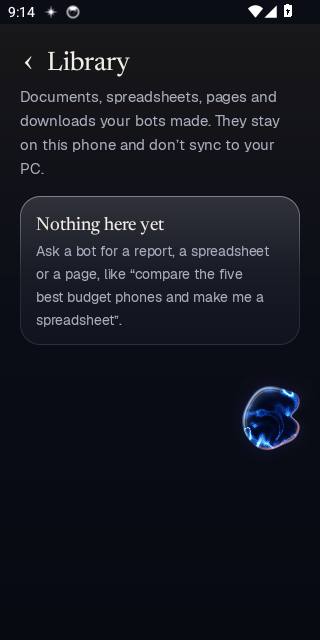 9:14
Library
Documents, spreadsheets, pages and
downloads your bots made. They stay
on this phone and don't sync to your
PC.
Nothing here yet
Ask a bot for a report, a spreadsheet
or a page, like “compare the five
best budget phones and make me a
spreadsheet”.